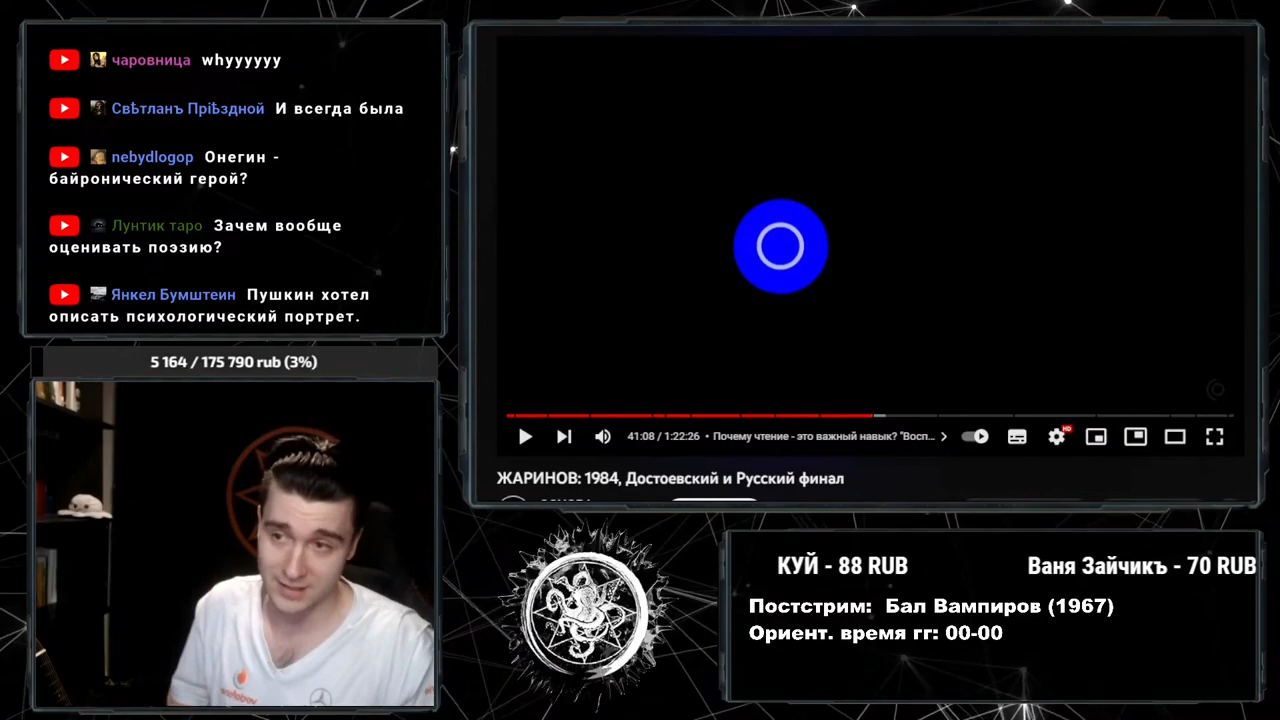 чаровница whyyyyyy
Свѣтланъ Прiѣздной И всегда была
nebydlogop Онегин -
байронический герой?
Лунтик таро Зачем вообще
оценивать поэзию?
Янкел Бумштеин Пушкин хотел
описать психологический портрет.
5 164 / 175 790 rub (3%)
41:08 / 1:22:26 • Почему чтение - это важный навык? "Восп...
HD
ЖАРИНОВ: 1984, Достоевский и Русский финал
КУЙ - 88 RUB
Ваня Зайчикъ - 70 RUB
Постстрим: Бал Вампиров (1967)
Ориент. время гг: 00-00